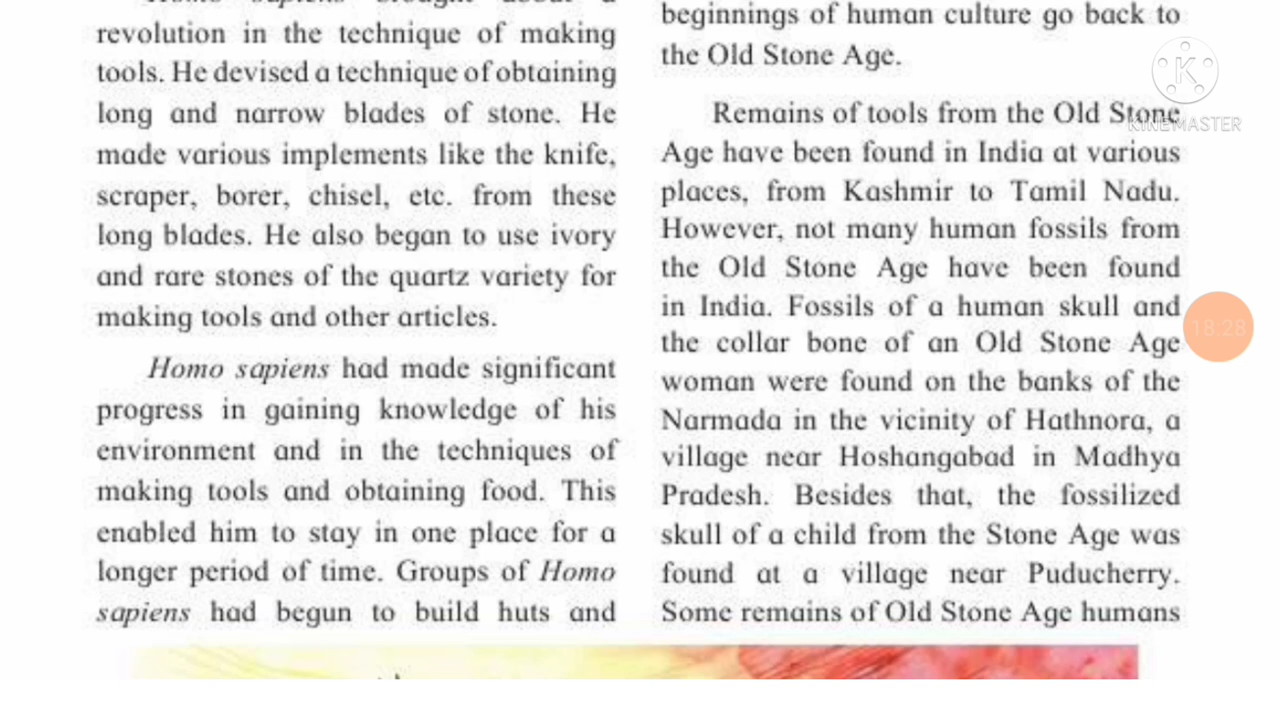 Homo sapiens brought about a
revolution in the technique of making
tools. He devised a technique of obtaining
long and narrow blades of stone. He
made various implements like the knife,
scraper, borer, chisel, etc. from these
long blades. He also began to use ivory
and rare stones of the quartz variety for
making tools and other articles.
Homo sapiens had made significant
progress in gaining knowledge of his
environment and in the techniques of
making tools and obtaining food. This
enabled him to stay in one place for a
longer period of time. Groups of Homo
sapiens had begun to build huts and
beginnings of human culture go back to
the Old Stone Age.
Remains of tools from the Old Stone
Age have been found in India at various
places, from Kashmir to Tamil Nadu.
However, not many human fossils from
the Old Stone Age have been found
in India. Fossils of a human skull and
the collar bone of an Old Stone Age
woman were found on the banks of the
Narmada in the vicinity of Hathnora, a
village near Hoshangabad in Madhya
Pradesh. Besides that, the fossilized
skull of a child from the Stone Age was
found at a village near Puducherry.
Some remains of Old Stone Age humans
K
KINEMASTER
18:28